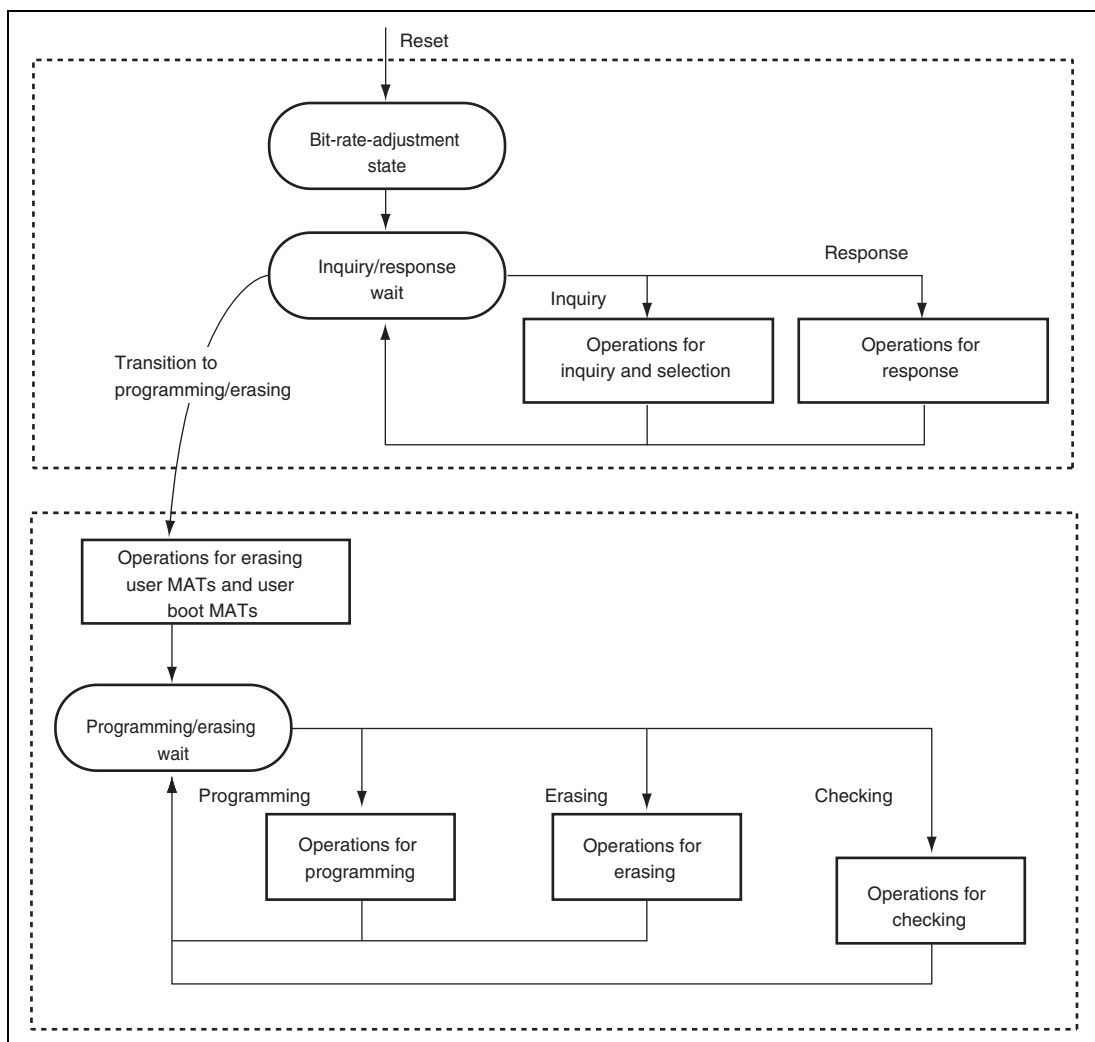 Reset
Bit-rate-adjustment
state
Inquiry/response
wait
Response
Inquiry
Operations for
inquiry and selection
Operations for
response
Transition to
programming/erasing
Operations for erasing
user MATs and user
boot MATs
Programming/erasing
wait
Programming
Erasing
Checking
Operations for
programming
Operations for
erasing
Operations for
checking